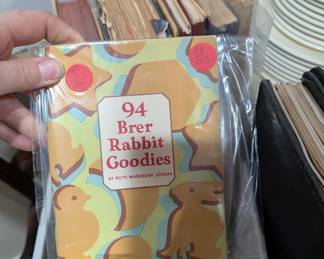 94
Brer
Rabbit
Goodies
BY RUTH WASHBURN JORDAN